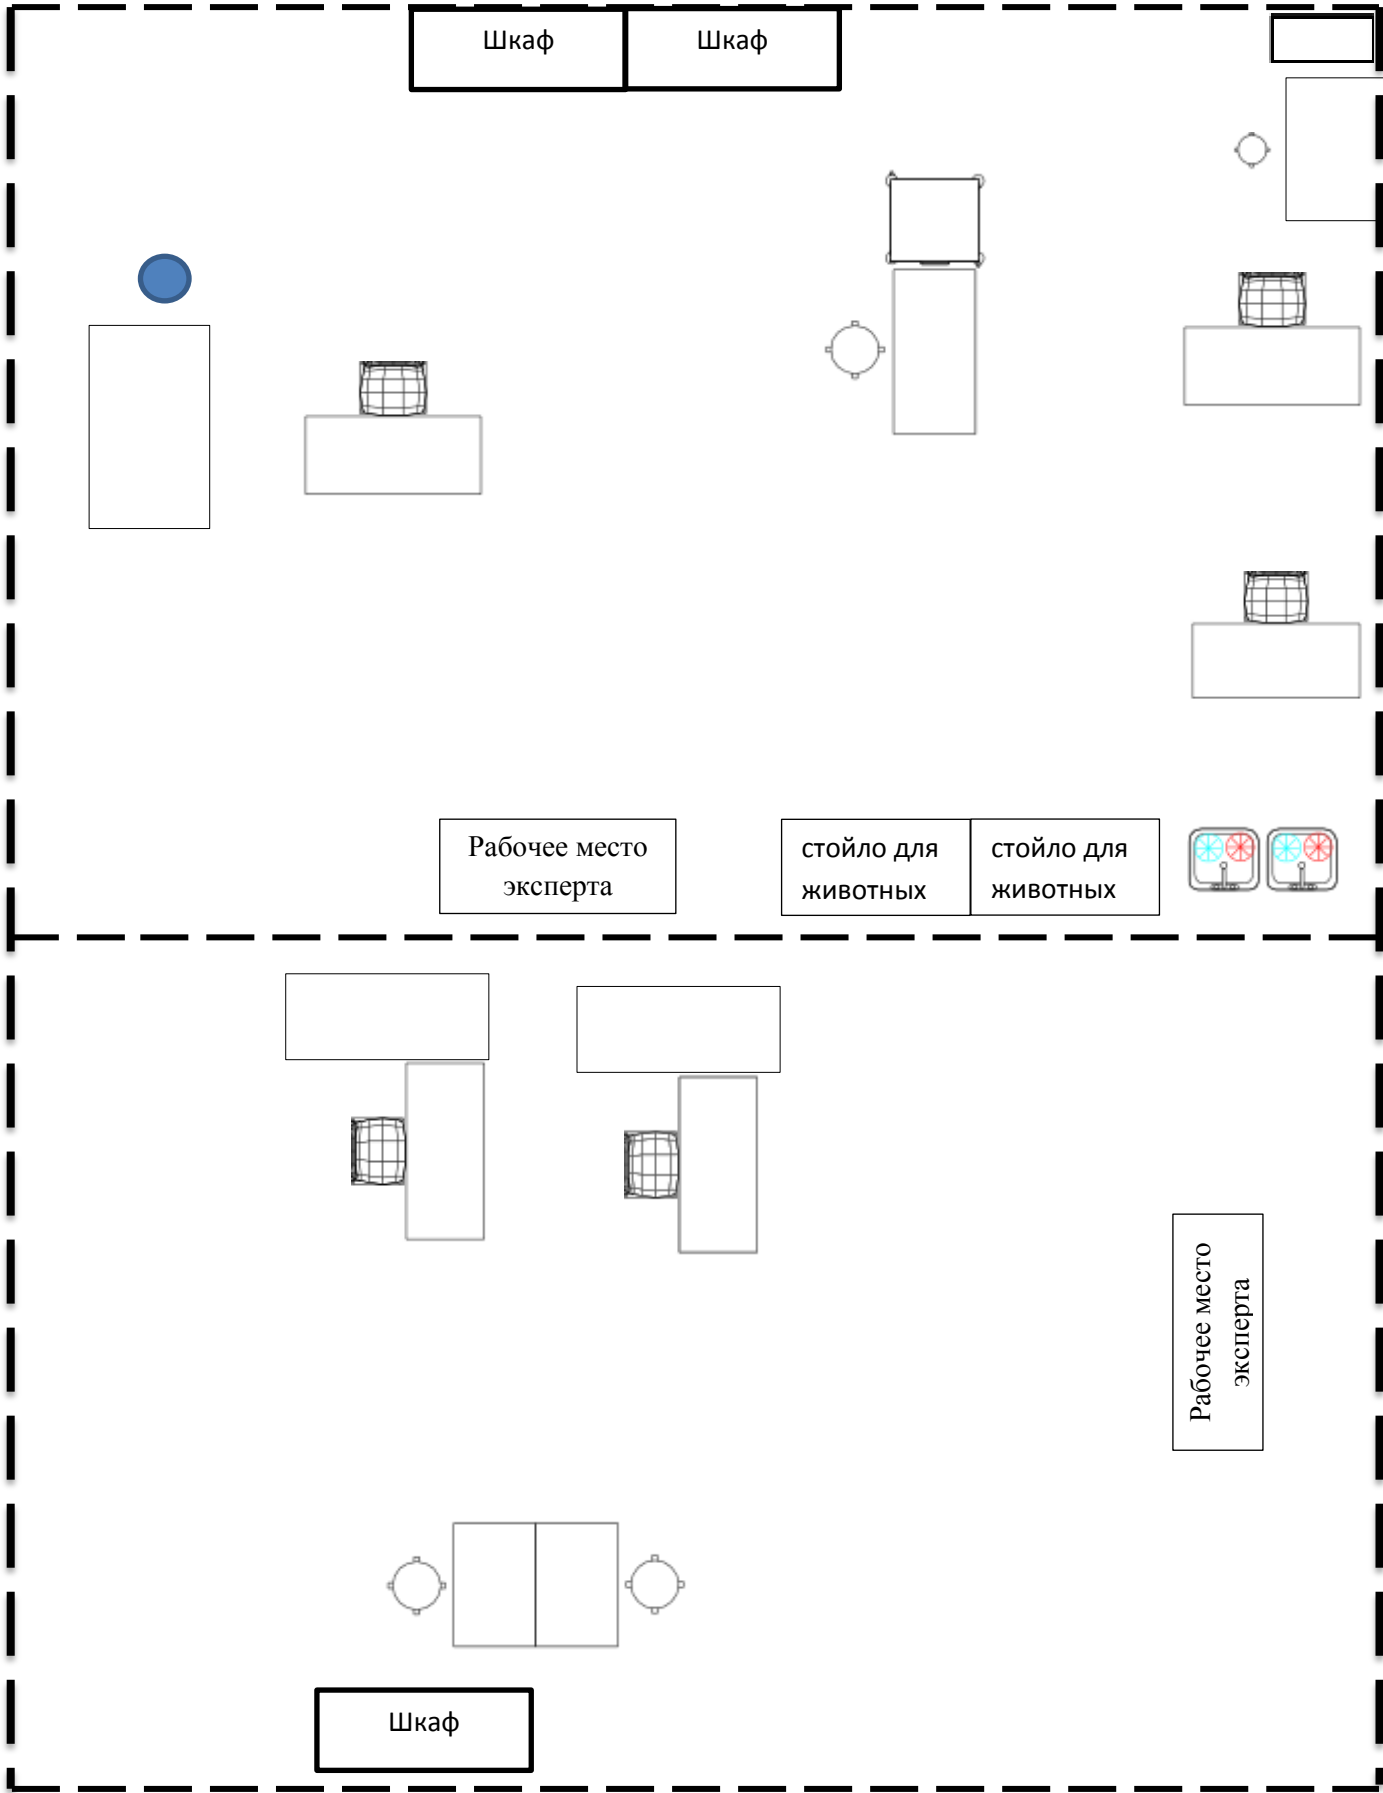 Шкаф
Шкаф
Рабочее место
эксперта
стойло для
животных
стойло для
животных
Рабочее место
эксперта
Шкаф